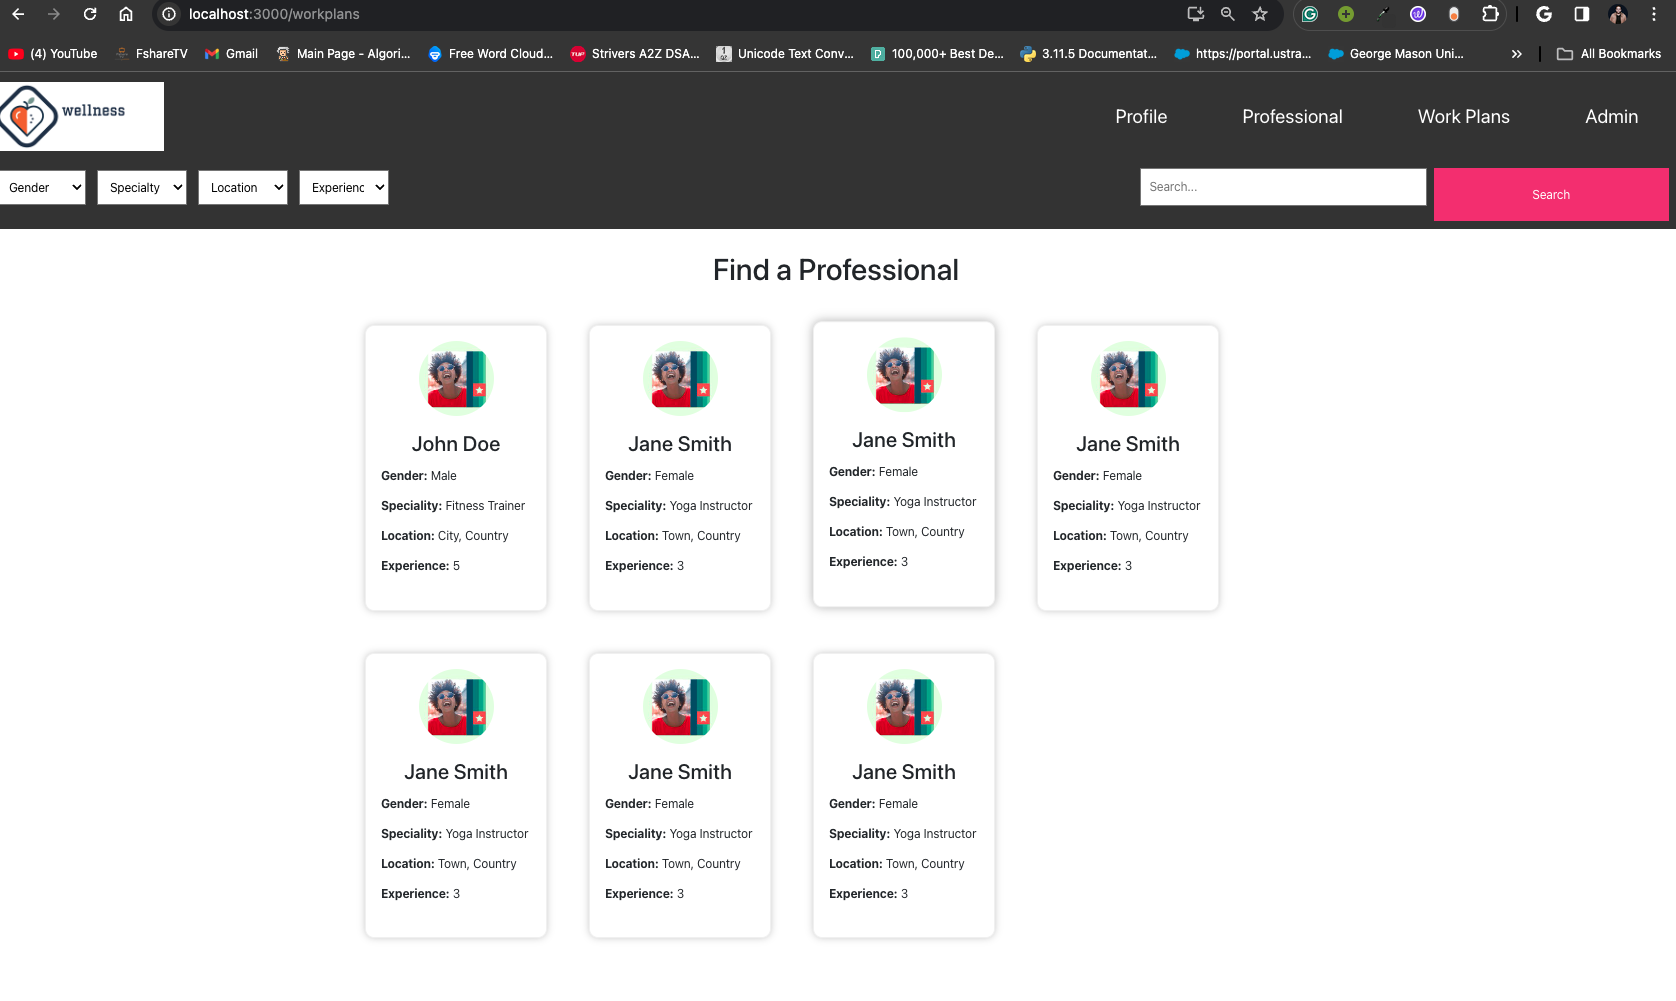 localhost:3000/workplans
(4) YouTube FshareTV Gmail Main Page - Algori... Free Word Cloud... TUF Strivers A2Z DSA... Unicode Text Conv... 100,000+ Best De... 3.11.5 Documentat... https://portal.ustra... George Mason Uni... » All Bookmarks
wellness Profile Professional Work Plans Admin
Gender Specialty Location Experienc Search... Search
Find a Professional
John Doe
Gender: Male
Speciality: Fitness Trainer
Location: City, Country
Experience: 5
Jane Smith
Gender: Female
Speciality: Yoga Instructor
Location: Town, Country
Experience: 3
Jane Smith
Gender: Female
Speciality: Yoga Instructor
Location: Town, Country
Experience: 3
Jane Smith
Gender: Female
Speciality: Yoga Instructor
Location: Town, Country
Experience: 3
Jane Smith
Gender: Female
Speciality: Yoga Instructor
Location: Town, Country
Experience: 3
Jane Smith
Gender: Female
Speciality: Yoga Instructor
Location: Town, Country
Experience: 3
Jane Smith
Gender: Female
Speciality: Yoga Instructor
Location: Town, Country
Experience: 3